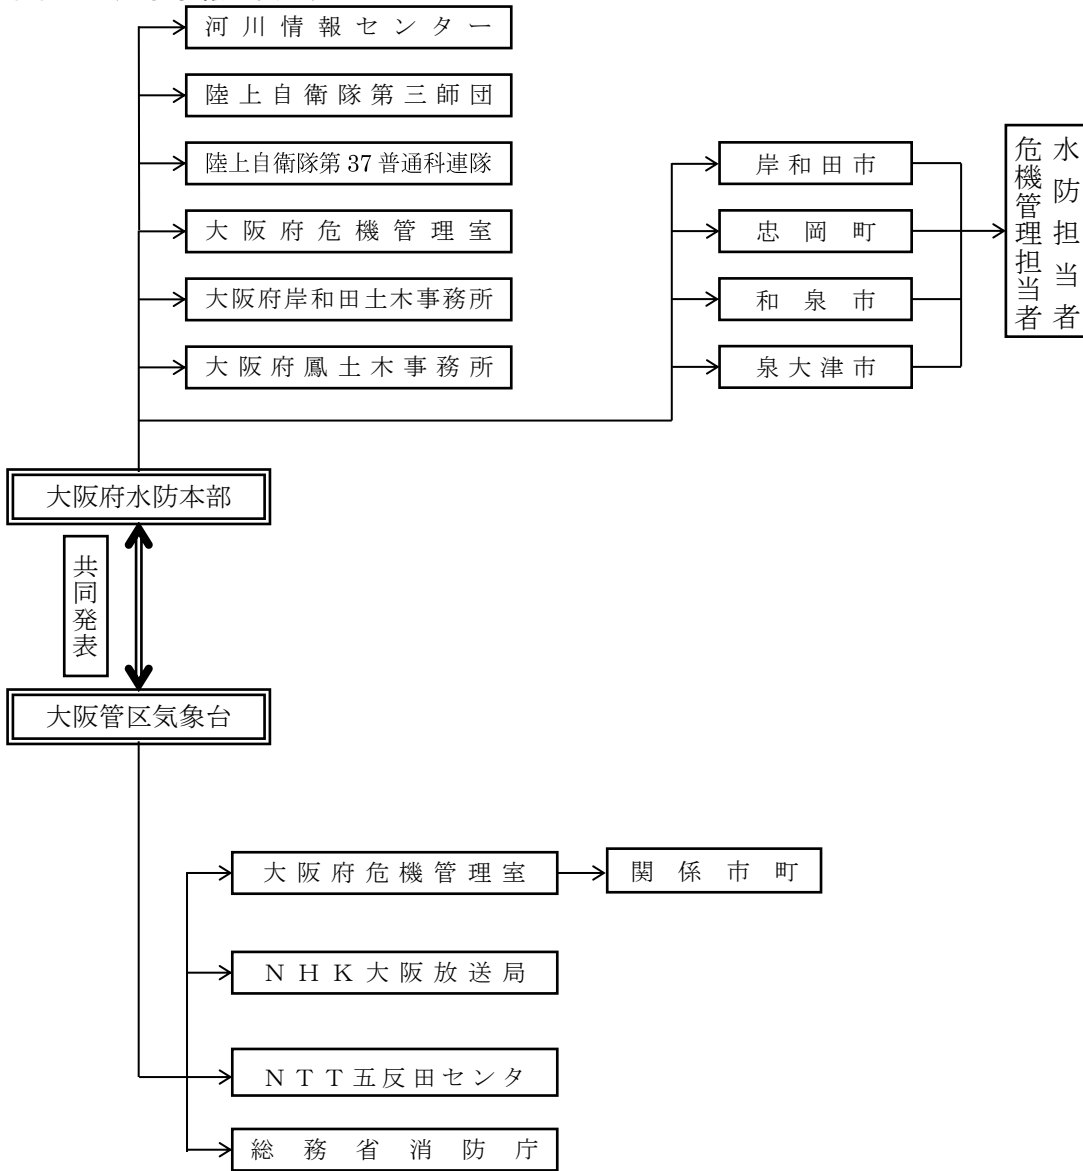 河川情報センター
陸上自衛隊第三師団
陸上自衛隊第37普通科連隊
大阪府危機管理室
大阪府岸和田土木事務所
大阪府鳳土木事務所
岸和田市
忠岡町
和泉市
泉大津市
水防担当者
危機管理担当者
大阪府水防本部
共同発表
大阪管区気象台
大阪府危機管理室
関係市町
NHK大阪放送局
NTT五反田センタ
総務省消防庁